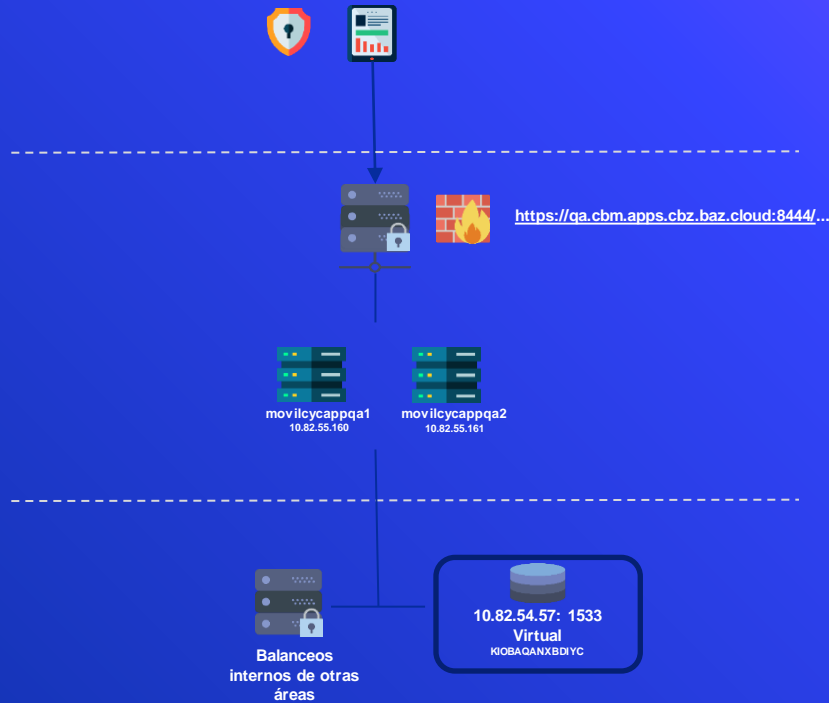 https://qa.cbm.apps.cbz.baz.cloud:8444/...
movilcycappqa1
10.82.55.160
movilcycappqa2
10.82.55.161
Balanceos
internos de otras
áreas
10.82.54.57: 1533
Virtual
KIOBAQANXBDIYC